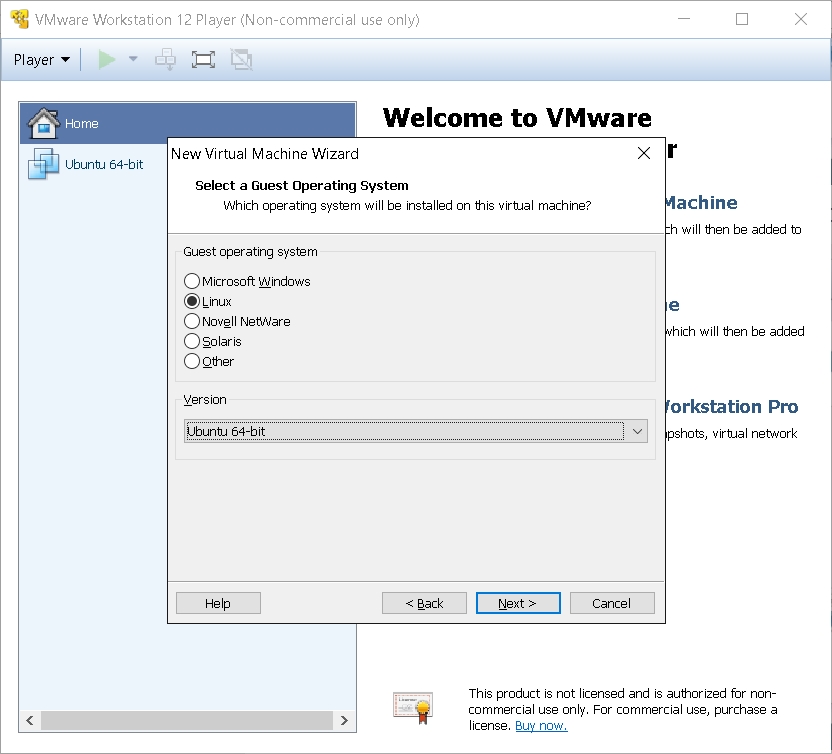 VMware Workstation 12 Player (Non-commercial use only)
Player
Home
Ubuntu 64-bit
Welcome to VMware
r
Machine
ch will then be added to
ne
which will then be added
Workstation Pro
pshots, virtual network
New Virtual Machine Wizard
Select a Guest Operating System
Which operating system will be installed on this virtual machine?
Guest operating system
Microsoft Windows
Linux
Novell NetWare
Solaris
Other
Version
Ubuntu 64-bit
Help
< Back
Next >
Cancel
This product is not licensed and is authorized for non-
commercial use only. For commercial use, purchase a
license. Buy now.